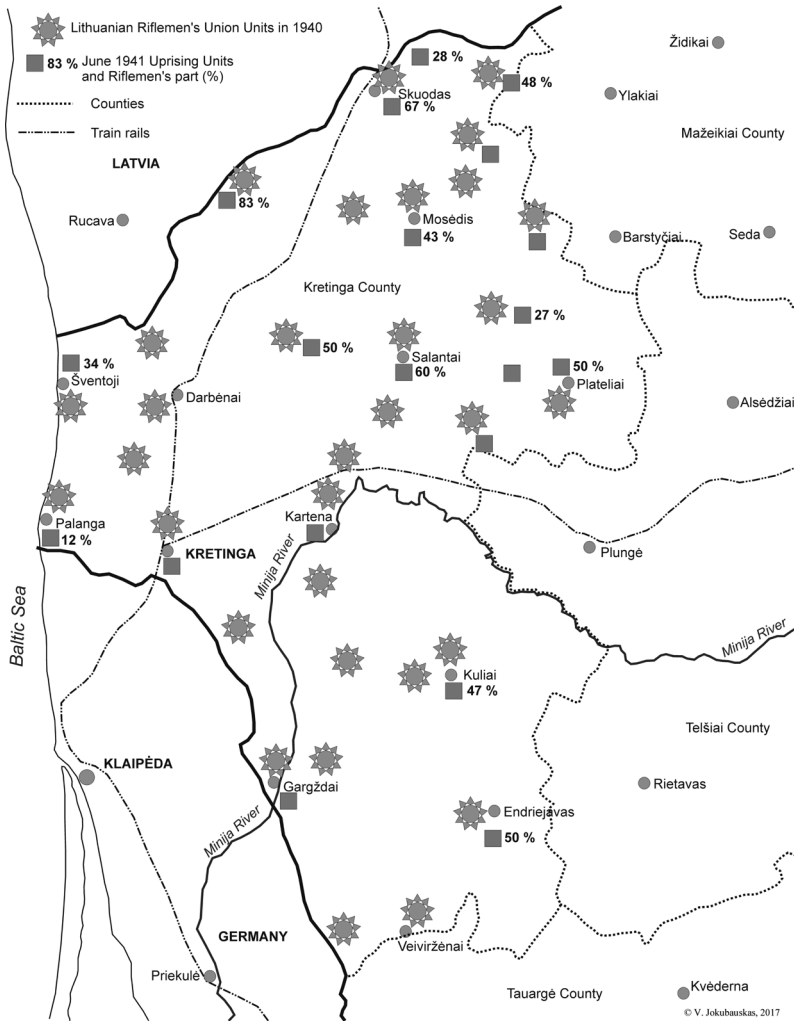 Lithuanian Riflemen's Union Units in 1940
83 % June 1941 Uprising Units
and Riflemen's part (%)
Counties
Train rails
28 %
Židikai
48 %
Skuodas
67 %
Ylakiai
Mažeikiai County
LATVIA
83 %
Rucava
Mosėdis
43 %
Barstyčiai
Seda
Kretinga County
27 %
50 %
Salantai
60 %
34 %
Šventoji
50 %
Plateliai
Darbėnai
Alsėdžiai
Palanga
12 %
Kartena
KRETINGA
Minija River
Plungė
Baltic Sea
Minija River
Kuliai
47 %
Telšiai County
KLAIPĖDA
Gargždai
Rietavas
Minija River
Endriejavas
50 %
GERMANY
Veiviržėnai
Priekulė
Tauargė County
Kvėderna
© V. Jokubauskas, 2017